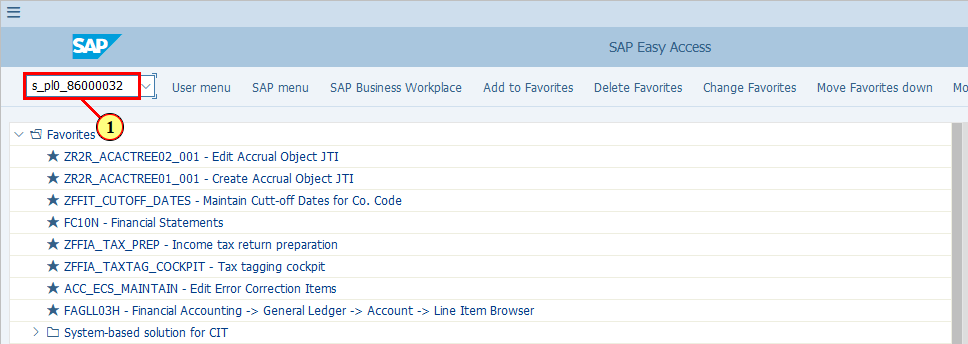 SAP
SAP Easy Access
s_pl0_86000032 User menu SAP menu SAP Business Workplace Add to Favorites Delete Favorites Change Favorites Move Favorites down Mo
1
Favorites
ZR2R_ACACTREE02_001 - Edit Accrual Object JTI
ZR2R_ACACTREE01_001 - Create Accrual Object JTI
ZFFIT_CUTOFF_DATES - Maintain Cutt-off Dates for Co. Code
FC10N - Financial Statements
ZFFIA_TAX_PREP - Income tax return preparation
ZFFIA_TAXTAG_COCKPIT - Tax tagging cockpit
ACC_ECS_MAINTAIN - Edit Error Correction Items
FAGLL03H - Financial Accounting -> General Ledger -> Account -> Line Item Browser
System-based solution for CIT